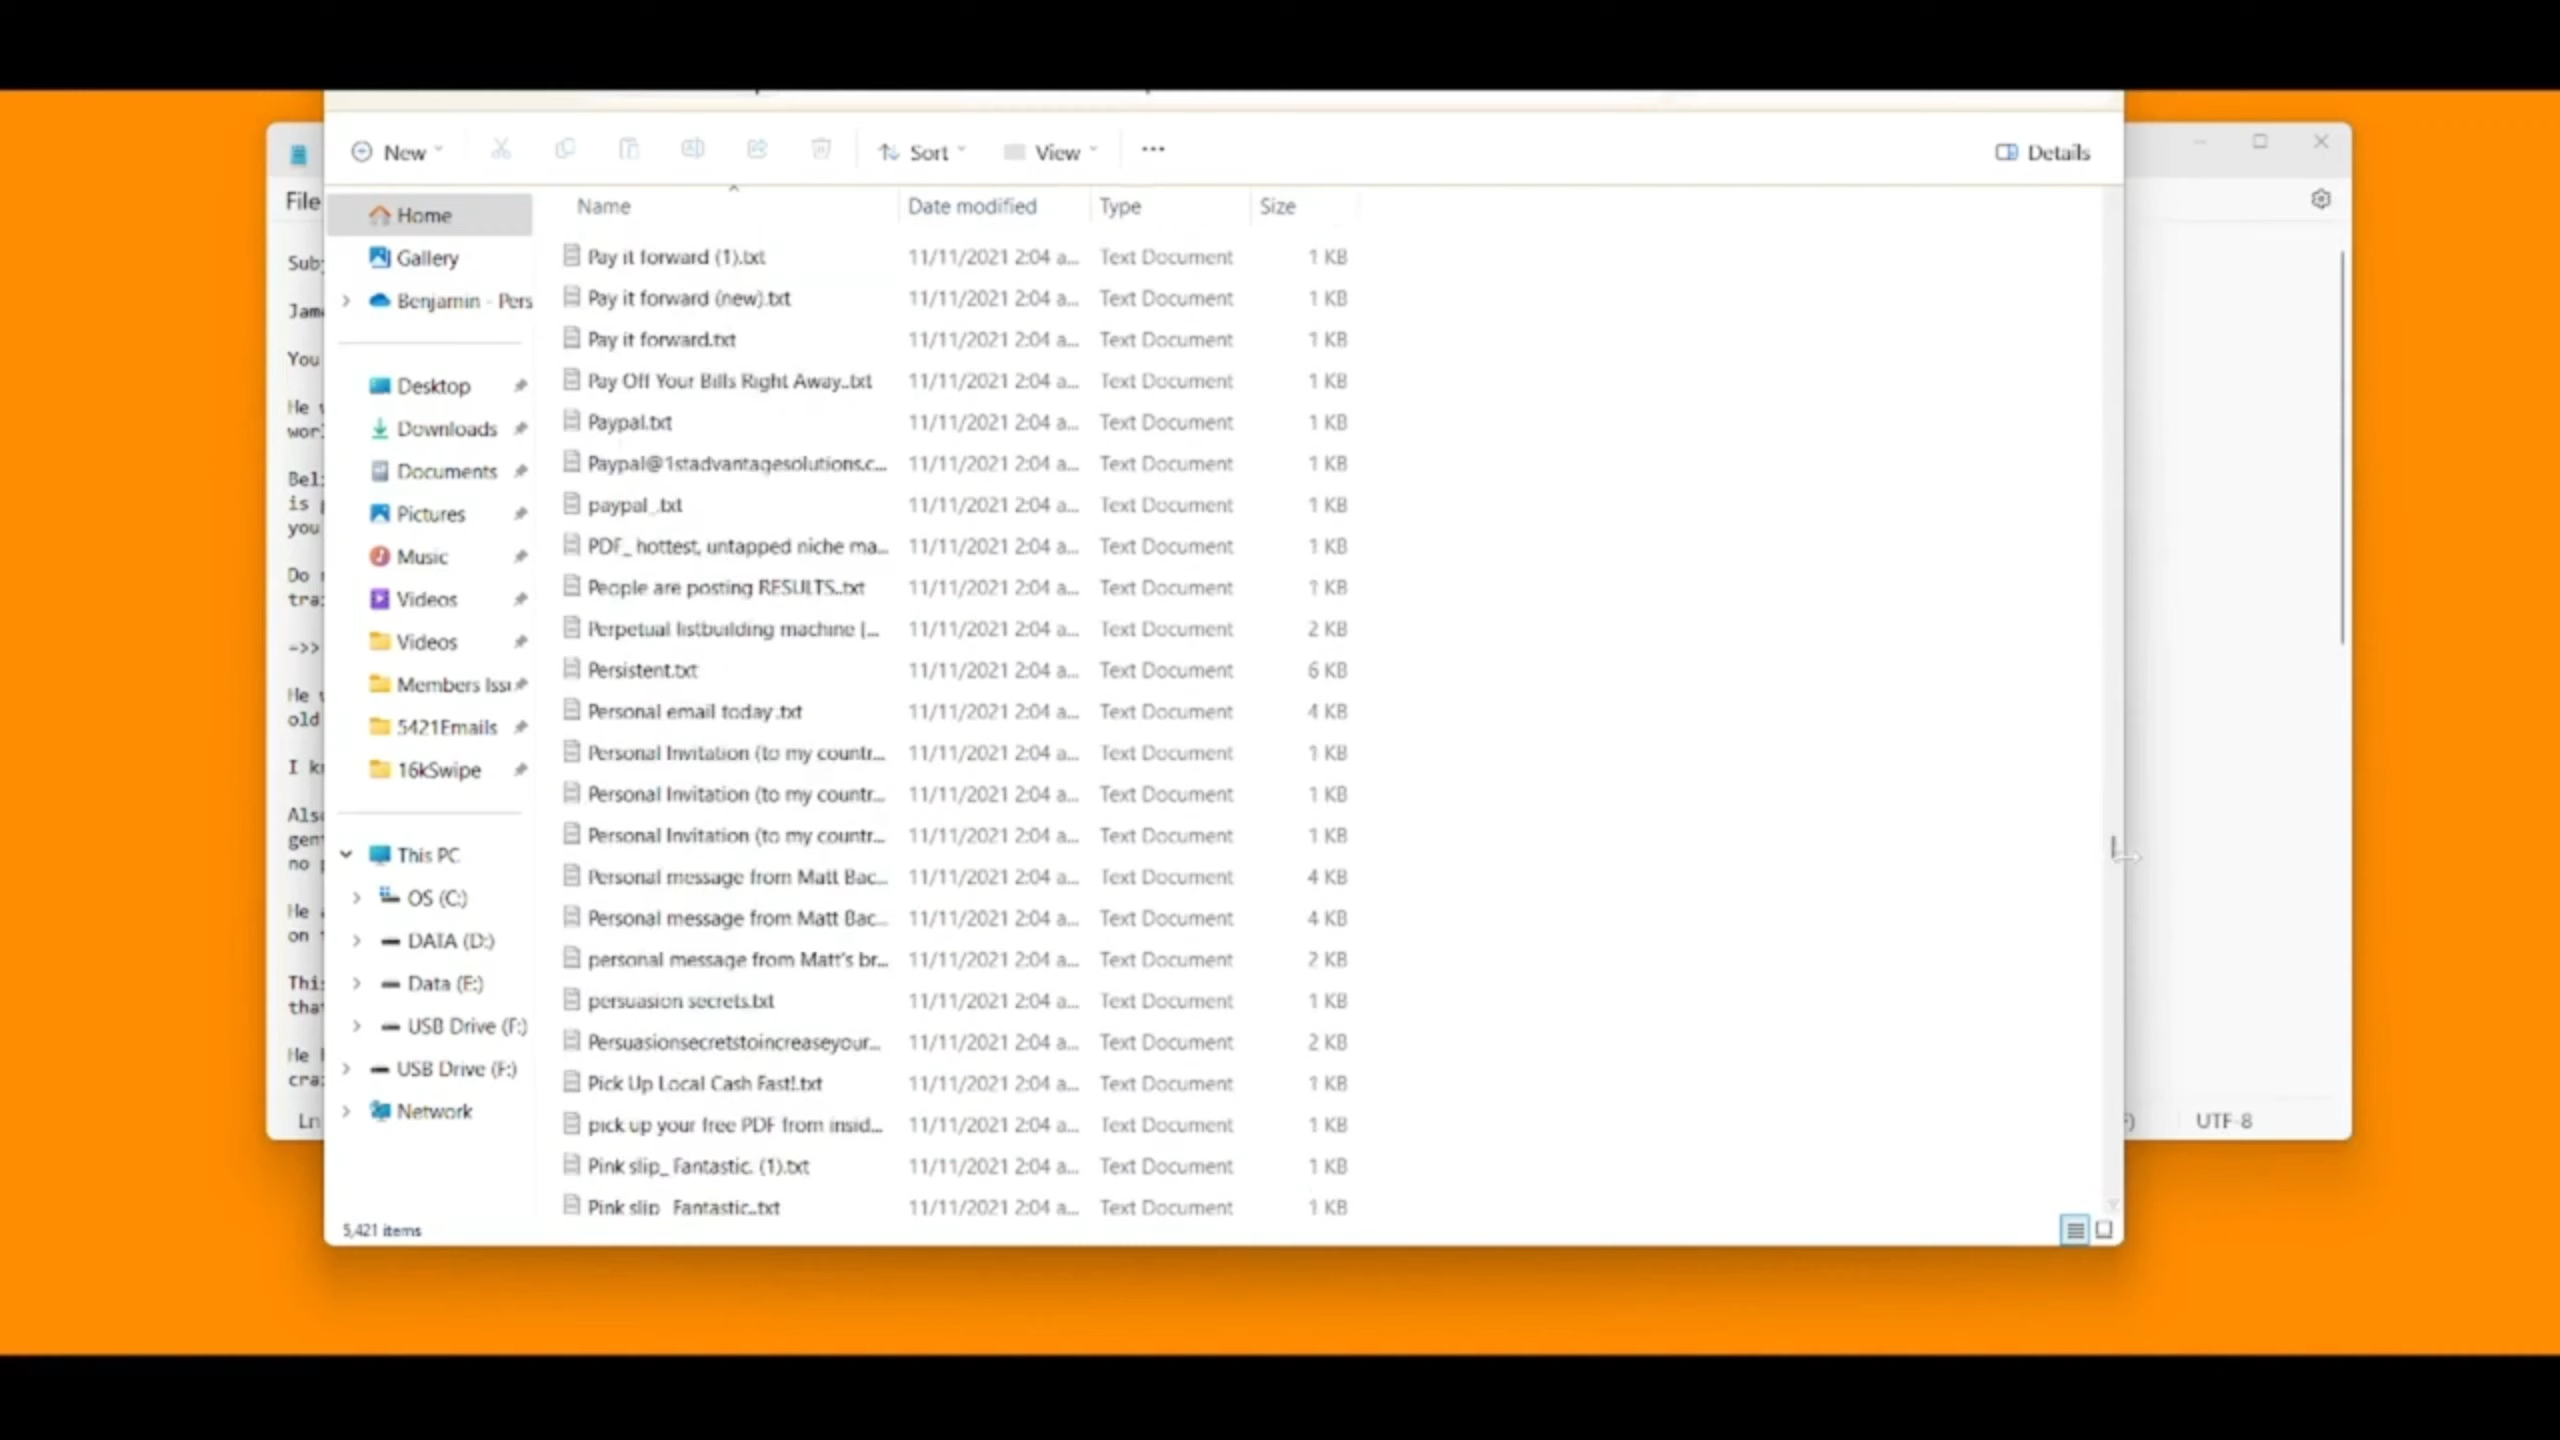 New
Sort
View
Details
File
Home
Gallery
Benjamin - Pers
Desktop
Downloads
Documents
Pictures
Music
Videos
Videos
Members Issu
5421Emails
16kSwipe
This PC
OS (C:)
DATA (D:)
Data (E:)
USB Drive (F:)
USB Drive (F:)
Network
Name Date modified Type Size
Pay it forward (1).txt 11/11/2021 2:04 a... Text Document 1 KB
Pay it forward (new).txt 11/11/2021 2:04 a... Text Document 1 KB
Pay it forward.txt 11/11/2021 2:04 a... Text Document 1 KB
Pay Off Your Bills Right Away..txt 11/11/2021 2:04 a... Text Document 1 KB
Paypal.txt 11/11/2021 2:04 a... Text Document 1 KB
Paypal@1stadvantagesolutions.c... 11/11/2021 2:04 a... Text Document 1 KB
paypal_.txt 11/11/2021 2:04 a... Text Document 1 KB
PDF_ hottest, untapped niche ma... 11/11/2021 2:04 a... Text Document 1 KB
People are posting RESULTS..txt 11/11/2021 2:04 a... Text Document 1 KB
Perpetual listbuilding machine [... 11/11/2021 2:04 a... Text Document 2 KB
Persistent.txt 11/11/2021 2:04 a... Text Document 6 KB
Personal email today .txt 11/11/2021 2:04 a... Text Document 4 KB
Personal Invitation (to my countr... 11/11/2021 2:04 a... Text Document 1 KB
Personal Invitation (to my countr... 11/11/2021 2:04 a... Text Document 1 KB
Personal Invitation (to my countr... 11/11/2021 2:04 a... Text Document 1 KB
Personal message from Matt Bac... 11/11/2021 2:04 a... Text Document 4 KB
Personal message from Matt Bac... 11/11/2021 2:04 a... Text Document 4 KB
personal message from Matt's br... 11/11/2021 2:04 a... Text Document 2 KB
persuasion secrets.txt 11/11/2021 2:04 a... Text Document 1 KB
Persuasionsecretstoincreaseyour... 11/11/2021 2:04 a... Text Document 2 KB
Pick Up Local Cash Fast!.txt 11/11/2021 2:04 a... Text Document 1 KB
pick up your free PDF from insid... 11/11/2021 2:04 a... Text Document 1 KB
Pink slip_ Fantastic. (1).txt 11/11/2021 2:04 a... Text Document 1 KB
Pink slip_ Fantastic..txt 11/11/2021 2:04 a... Text Document 1 KB
5,421 items
You
He
is
you
Do
->>
He
old
I
no
He
on
He
Ln
UTF-8